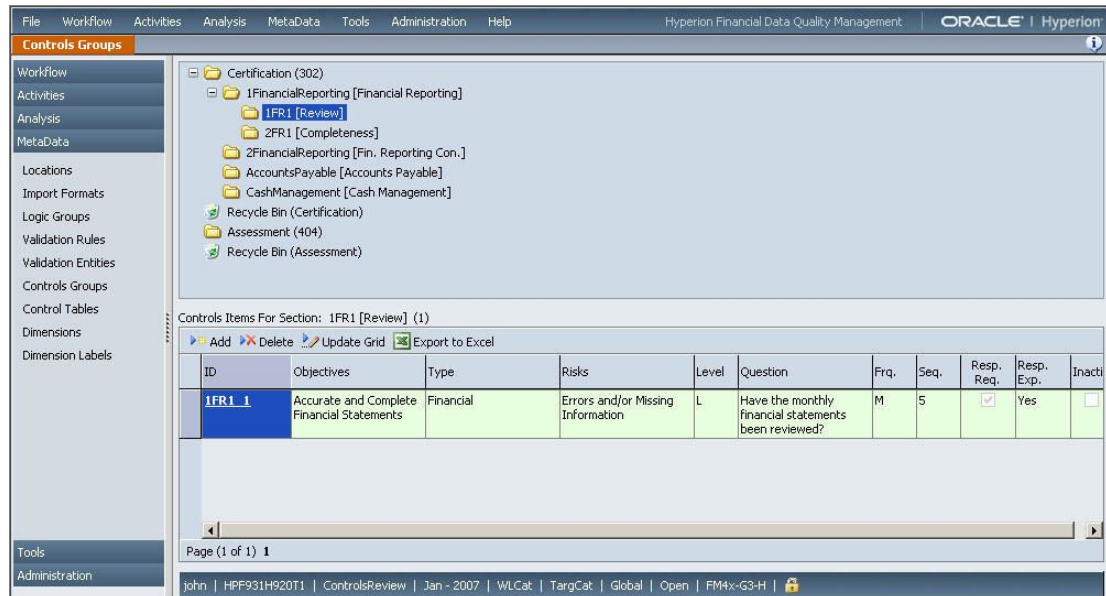 File Workflow Activities Analysis MetaData Tools Administration Help Hyperion Financial Data Quality Management ORACLE | Hyperion
Controls Groups
Workflow
Activities
Analysis
MetaData
Locations
Import Formats
Logic Groups
Validation Rules
Validation Entities
Controls Groups
Control Tables
Dimensions
Dimension Labels
Tools
Administration
Certification (302)
1FinancialReporting [Financial Reporting]
1FR1 [Review]
2FR1 [Completeness]
2FinancialReporting [Fin. Reporting Con.]
AccountsPayable [Accounts Payable]
CashManagement [Cash Management]
Recycle Bin (Certification)
Assessment (404)
Recycle Bin (Assessment)
Controls Items For Section: 1FR1 [Review] (1)
Add Delete Update Grid Export to Excel
ID Objectives Type Risks Level Question Frq. Seq. Resp. Req. Resp. Exp. Inacti
1FR1_1 Accurate and Complete Financial Statements Financial Errors and/or Missing Information L Have the monthly financial statements been reviewed? M 5 Yes
Page (1 of 1) 1
john | HPF931H920T1 | ControlsReview | Jan - 2007 | WLCat | TargCat | Global | Open | FM4x-G3-H |